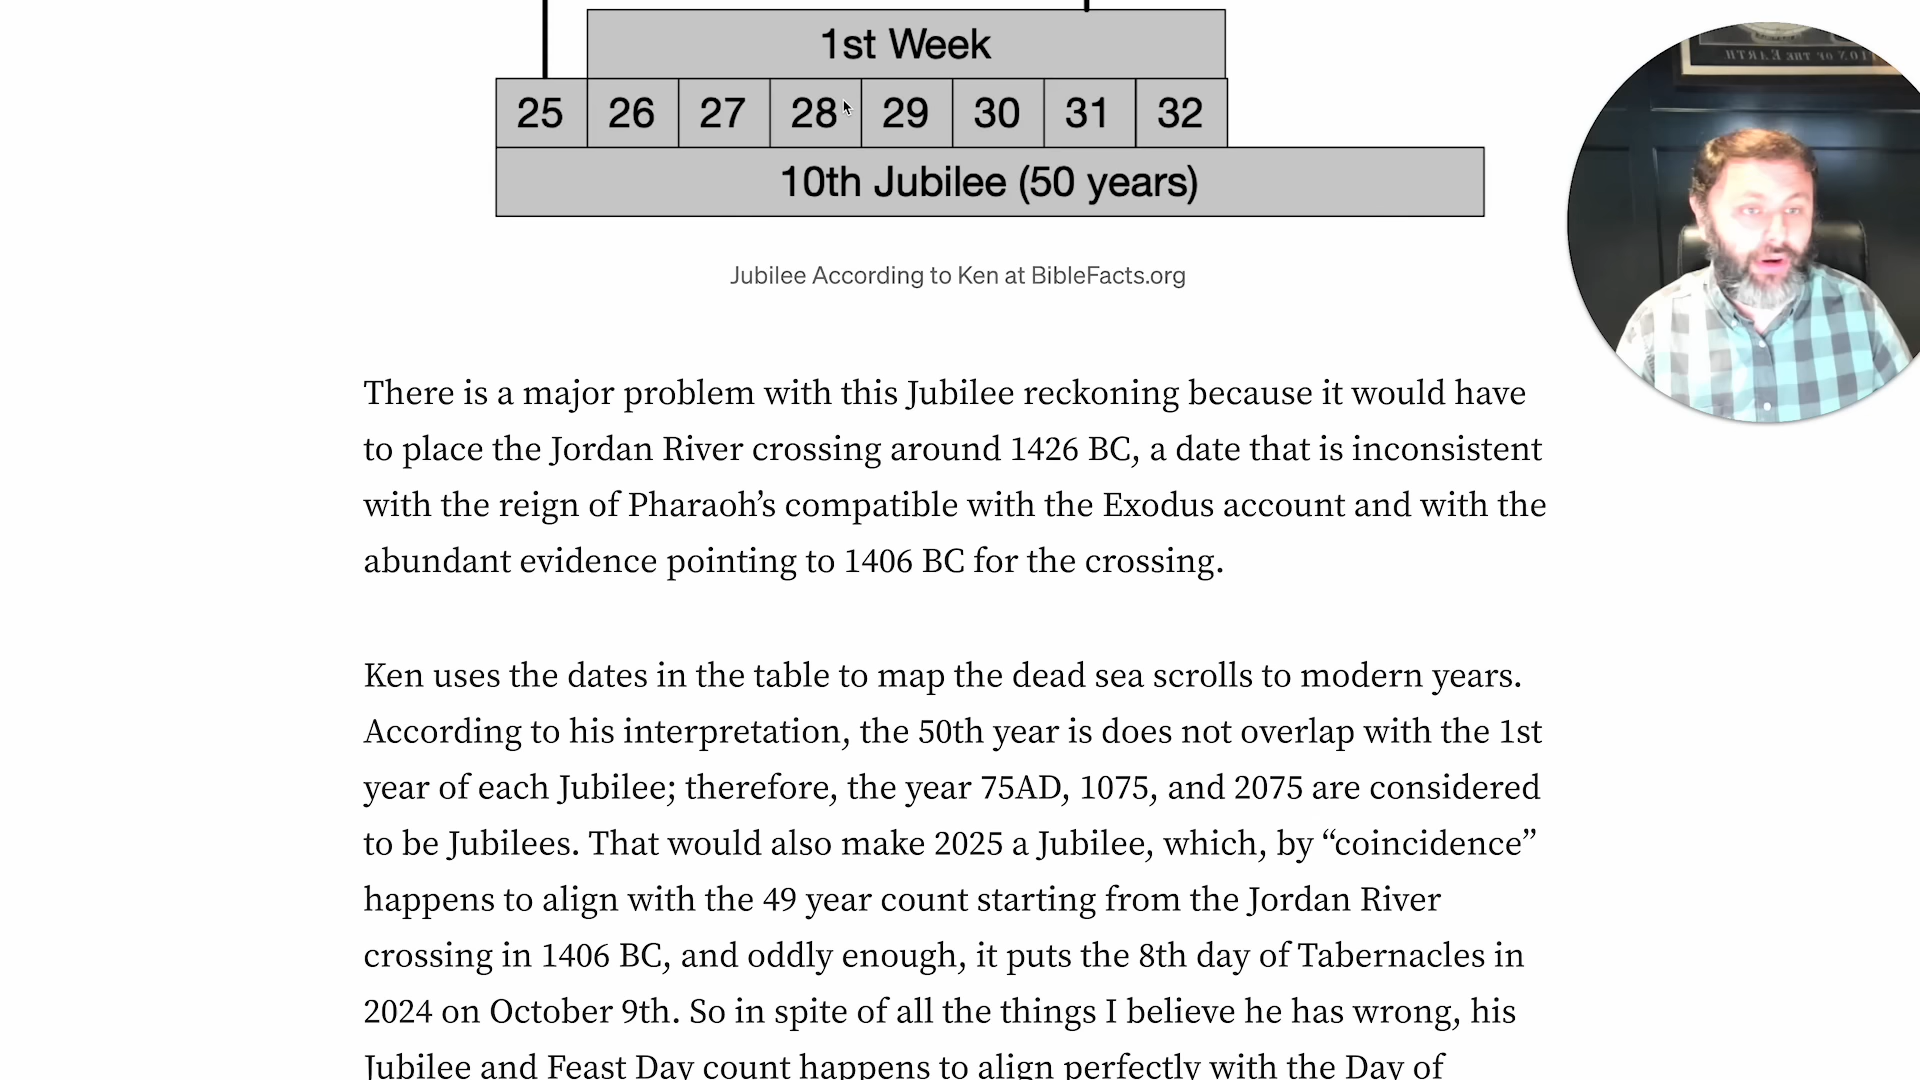 1st Week
25 26 27 28 29 30 31 32
10th Jubilee (50 years)
Jubilee According to Ken at BibleFacts.org
There is a major problem with this Jubilee reckoning because it would have
to place the Jordan River crossing around 1426 BC, a date that is inconsistent
with the reign of Pharaoh’s compatible with the Exodus account and with the
abundant evidence pointing to 1406 BC for the crossing.
Ken uses the dates in the table to map the dead sea scrolls to modern years.
According to his interpretation, the 50th year is does not overlap with the 1st
year of each Jubilee; therefore, the year 75AD, 1075, and 2075 are considered
to be Jubilees. That would also make 2025 a Jubilee, which, by “coincidence”
happens to align with the 49 year count starting from the Jordan River
crossing in 1406 BC, and oddly enough, it puts the 8th day of Tabernacles in
2024 on October 9th. So in spite of all the things I believe he has wrong, his
Jubilee and Feast Day count happens to align perfectly with the Day of